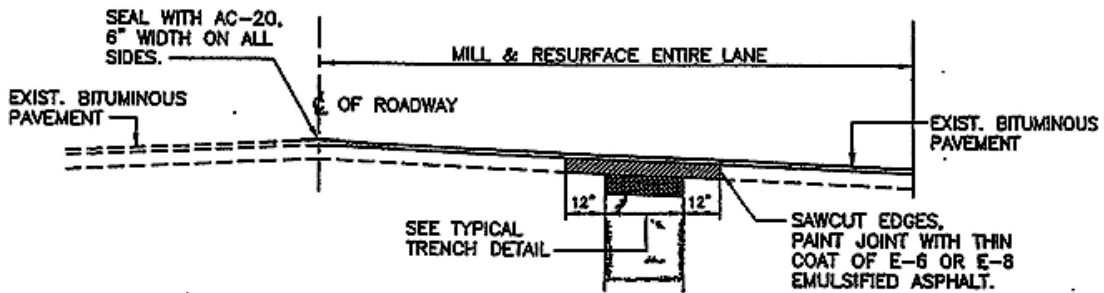 SEAL WITH AC-20,
6" WIDTH ON ALL
SIDES.
MILL & RESURFACE ENTIRE LANE
EXIST. BITUMINOUS
PAVEMENT
℄ OF ROADWAY
EXIST. BITUMINOUS
PAVEMENT
12"
12"
SEE TYPICAL
TRENCH DETAIL
SAWCUT EDGES,
PAINT JOINT WITH THIN
COAT OF E-6 OR E-8
EMULSIFIED ASPHALT.